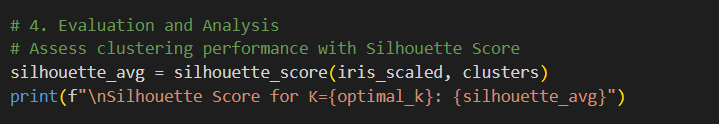 # 4. Evaluation and Analysis
# Assess clustering performance with Silhouette Score
silhouette_avg = silhouette_score(iris_scaled, clusters)
print(f"\nSilhouette Score for K={optimal_k}: {silhouette_avg}")